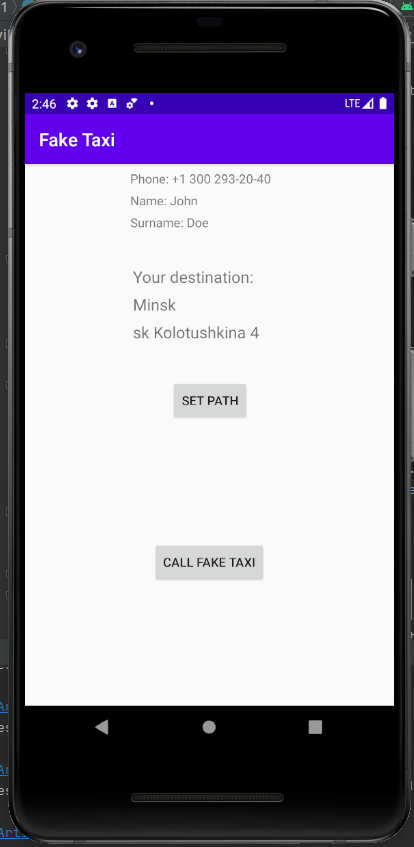 2:46
LTE
Fake Taxi
Phone: +1 300 293-20-40
Name: John
Surname: Doe
Your destination:
Minsk
sk Kolotushkina 4
SET PATH
CALL FAKE TAXI